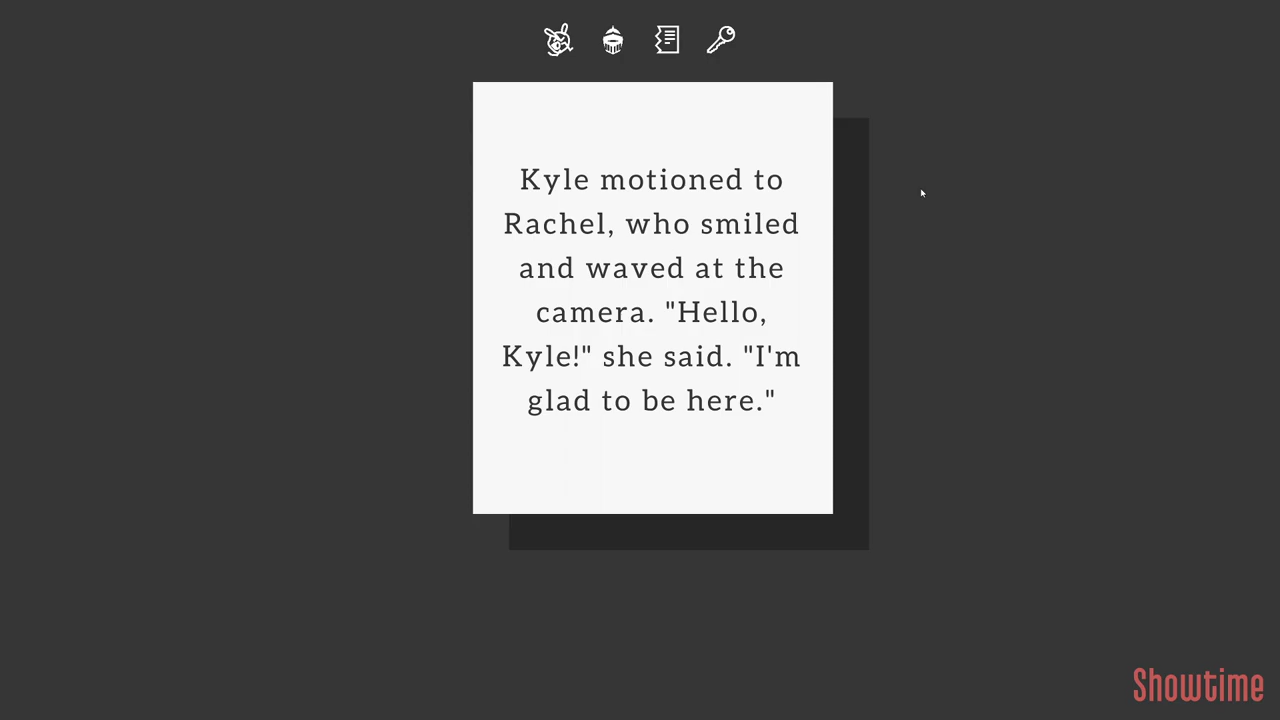 Kyle motioned to
Rachel, who smiled
and waved at the
camera. "Hello,
Kyle!" she said. "I'm
glad to be here."
Showtime